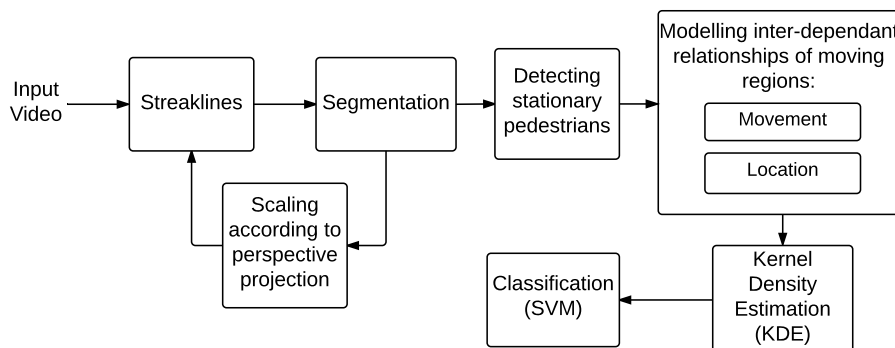 Input
Video
Streaklines
Segmentation
Detecting
stationary
pedestrians
Modelling inter-dependant
relationships of moving
regions:
Movement
Location
Scaling
according to
perspective
projection
Kernel
Density
Estimation
(KDE)
Classification
(SVM)